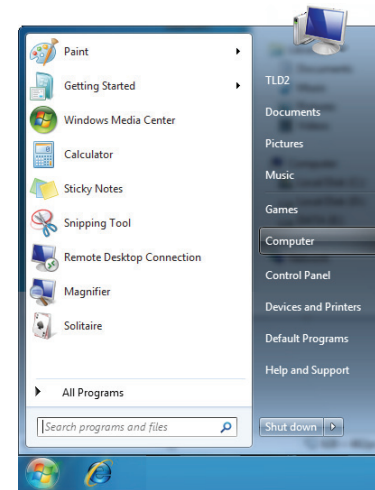 Paint
Getting Started
Windows Media Center
Calculator
Sticky Notes
Snipping Tool
Remote Desktop Connection
Magnifier
Solitaire
All Programs
Search programs and files
TLD2
Documents
Pictures
Music
Games
Computer
Control Panel
Devices and Printers
Default Programs
Help and Support
Shut down